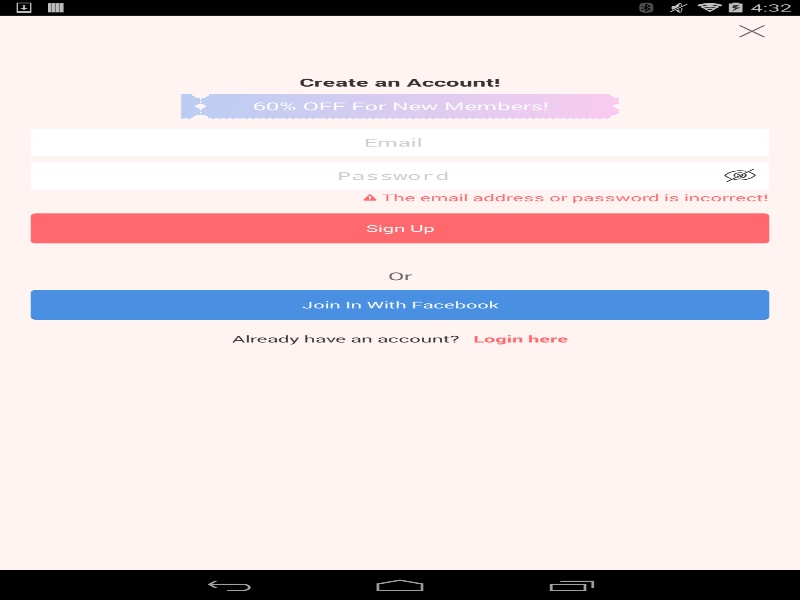 4:32
Create an Account!
60% OFF For New Members!
Email
Password
The email address or password is incorrect!
Sign Up
Or
Join In With Facebook
Already have an account? Login here